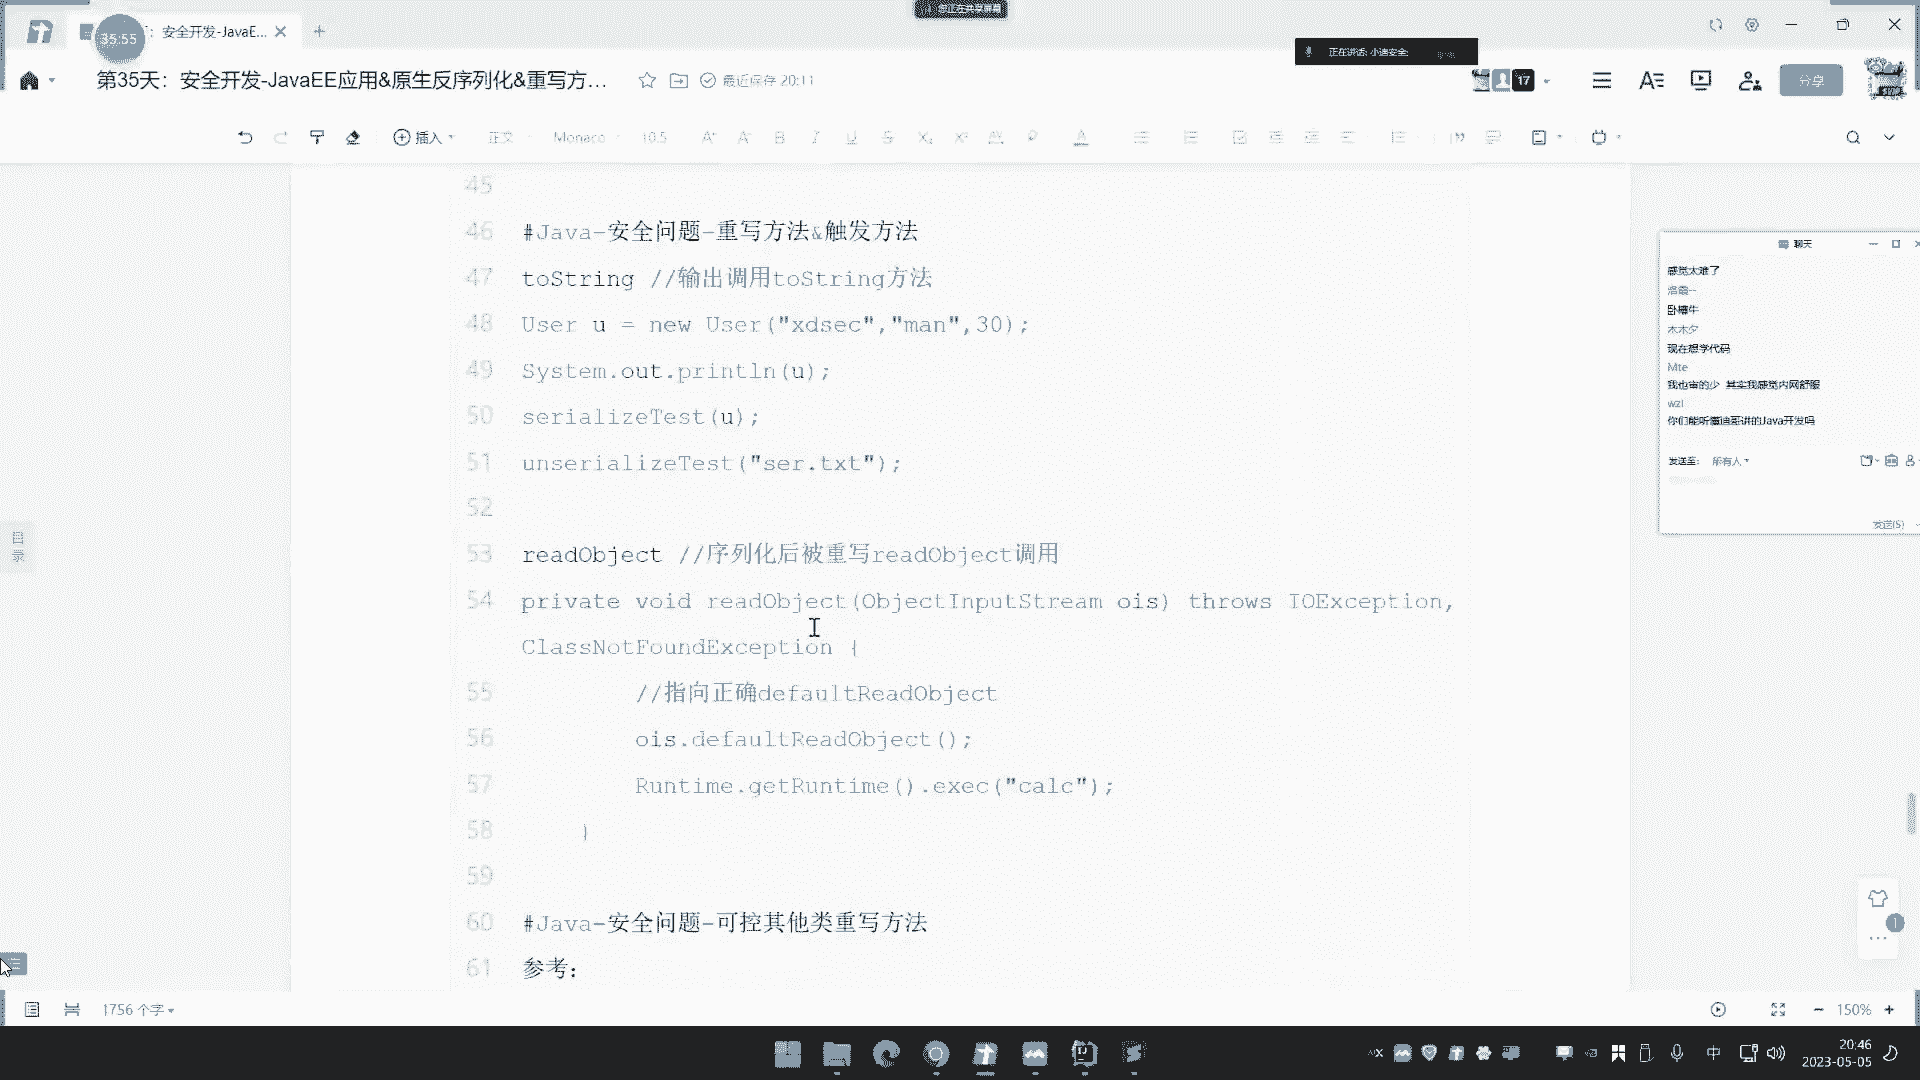 您正在共享屏幕
35:55
安全开发-JavaE...
正在讲话: 小迪安全;
第35天：安全开发-JavaEE应用&原生反序列化&重写方...
最近保存 20:11
17
分享
插入
正文
Monaco
10.5
45
46 #Java-安全问题-重写方法&触发方法
47 toString //输出调用toString方法
48 User u = new User("xdsec","man",30);
49 System.out.println(u);
50 serializeTest(u);
51 unserializeTest("ser.txt");
52
53 readObject //序列化后被重写readObject调用
54 private void readObject(ObjectInputStream ois) throws IOException,
ClassNotFoundException {
55 //指向正确defaultReadObject
56 ois.defaultReadObject();
57 Runtime.getRuntime().exec("calc");
58 }
59
60 #Java-安全问题-可控其他类重写方法
61 参考:
目录
聊天
感觉太难了
卧槽牛
木木夕
现在想学代码
Mte
我也审的少 其实我感觉内网舒服
wzl
你们能听懂迪哥讲的Java开发吗
发送至: 所有人
发送(S)
1
1756 个字
150%
中
20:46
2023-05-05